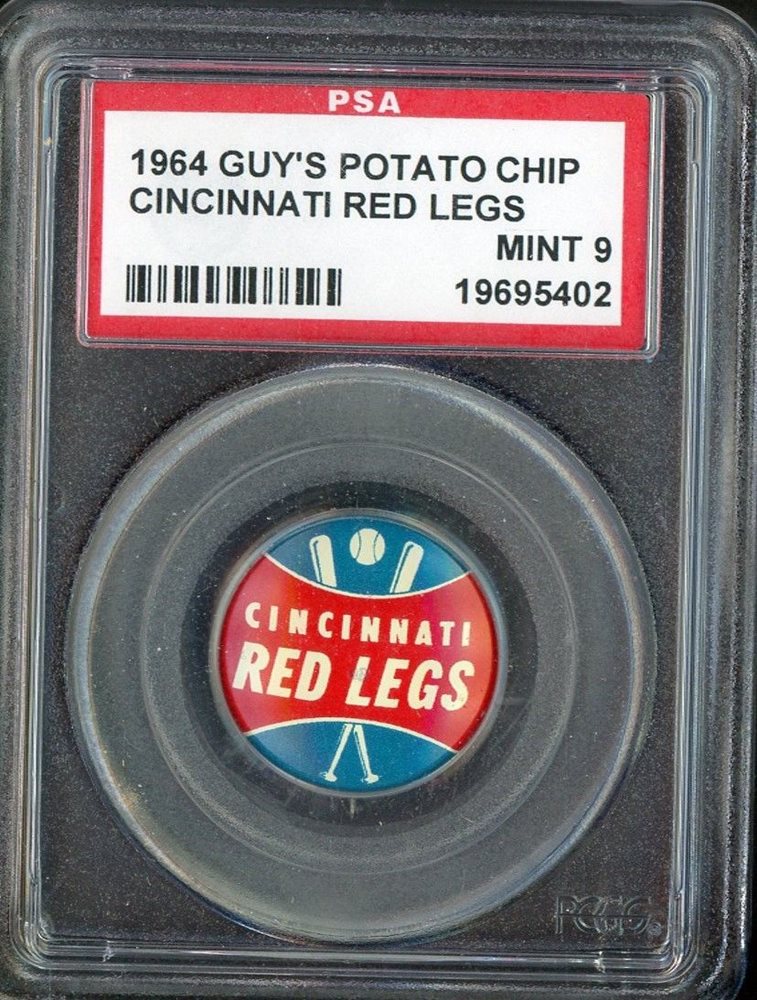 PSA
1964 GUY'S POTATO CHIP
CINCINNATI RED LEGS
MINT 9
19695402
CINCINNATI
RED LEGS
PCGS